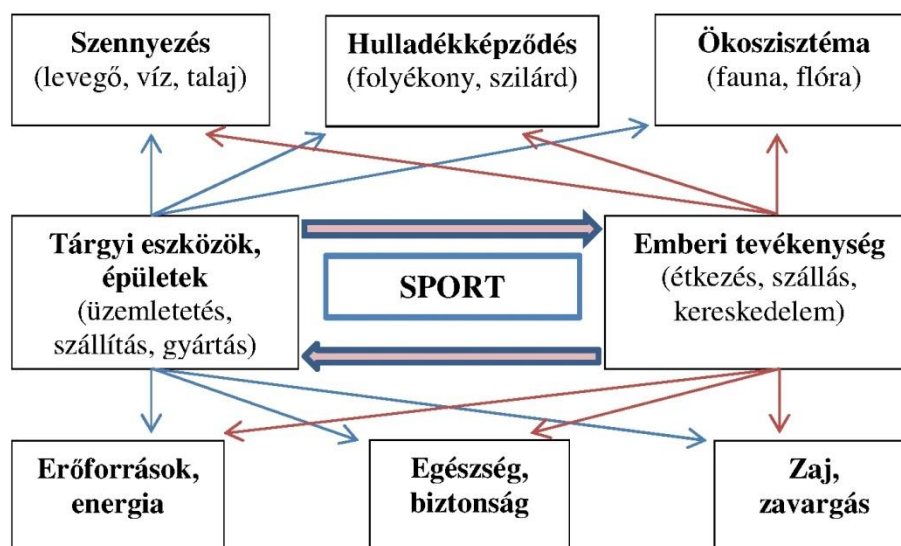 Szennyezés
(levegő, víz, talaj)
Hulladékképződés
(folyékony, szilárd)
Ökoszisztéma
(fauna, flóra)
Tárgyi eszközök,
épületek
(üzemletetés,
szállítás, gyártás)
SPORT
Emberi tevékenység
(étkezés, szállás,
kereskedelem)
Erőforrások,
energia
Egészség,
biztonság
Zaj,
zavargás